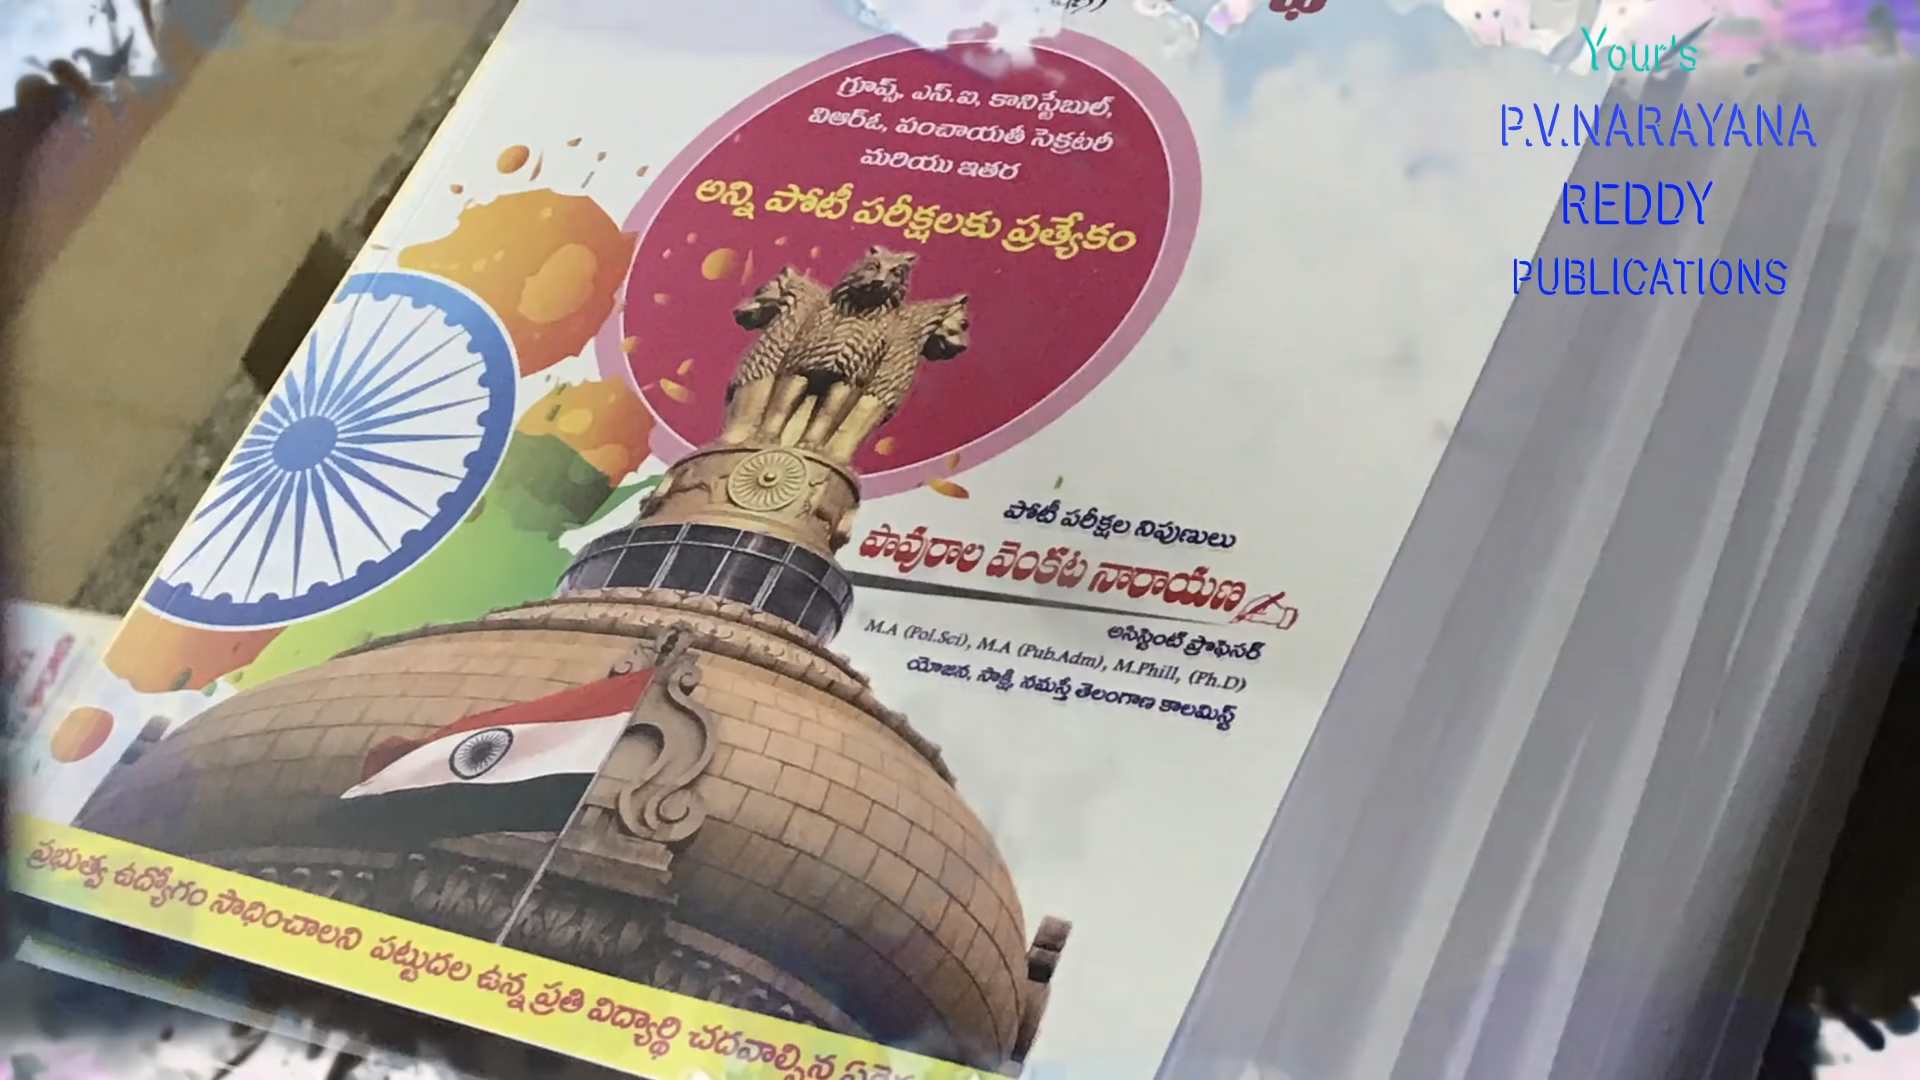 గ్రూప్స్, ఎస్.ఐ, కానిస్టేబుల్,
విఆర్ఓ, పంచాయతీ సెక్రటరీ
మరియు ఇతర
అన్ని పోటీ పరీక్షలకు ప్రత్యేకం
పోటీ పరీక్షల నిపుణులు
పావురాల వెంకట నారాయణ
అసిస్టెంట్ ప్రొఫెసర్
M.A (Pol.Sci), M.A (Pub.Adm), M.Phill, (Ph.D)
యోజన, సాక్షి, నమస్తే తెలంగాణ కాలమిస్ట్
ప్రభుత్వ ఉద్యోగం సాధించాలని పట్టుదల ఉన్న ప్రతి విద్యార్థి చదవాల్సిన
Your's
P.V.NARAYANA
REDDY
PUBLICATIONS